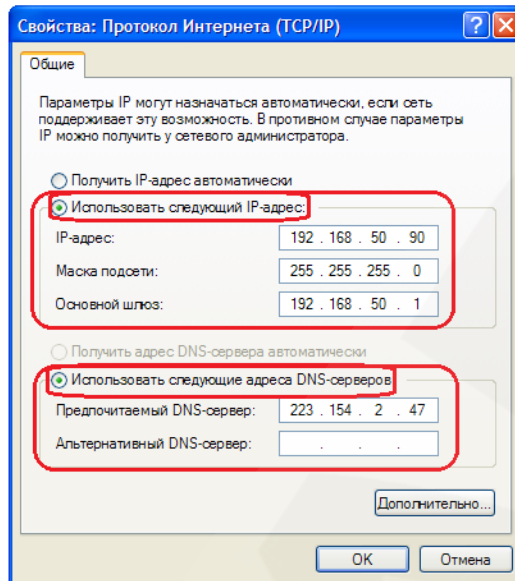 Свойства: Протокол Интернета (TCP/IP)
Общие
Параметры IP могут назначаться автоматически, если сеть
поддерживает эту возможность. В противном случае параметры
IP можно получить у сетевого администратора.
Получить IP-адрес автоматически
Использовать следующий IP-адрес:
IP-адрес: 192 . 168 . 50 . 90
Маска подсети: 255 . 255 . 255 . 0
Основной шлюз: 192 . 168 . 50 . 1
Получить адрес DNS-сервера автоматически
Использовать следующие адреса DNS-серверов
Предпочитаемый DNS-сервер: 223 . 154 . 2 . 47
Альтернативный DNS-сервер: . . .
Дополнительно...
OK Отмена